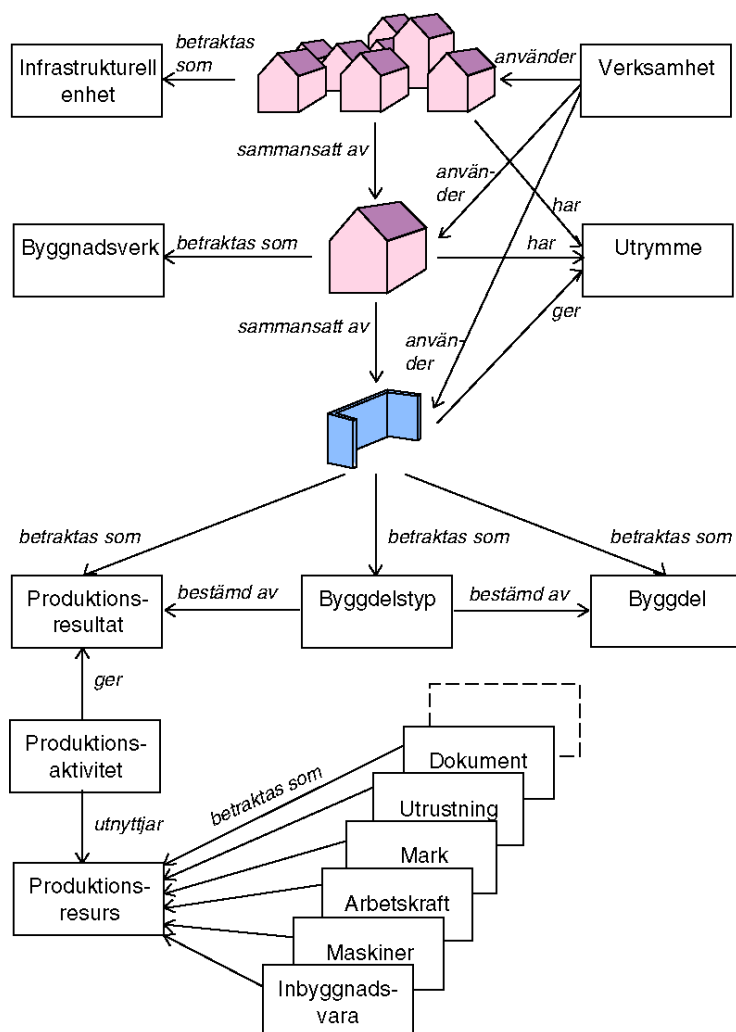 betraktas
som
Infrastrukturell
enhet
använder
Verksamhet
sammansatt av
använ-
der
har
Byggnadsverk
betraktas som
har
Utrymme
sammansatt av
använ-
der
ger
betraktas som
betraktas som
betraktas som
Produktions-
resultat
bestämd av
Byggdelstyp
bestämd av
Byggdel
ger
Produktions-
aktivitet
betraktas som
Dokument
utnyttjar
Utrustning
Mark
Produktions-
resurs
Arbetskraft
Maskiner
Inbyggnads-
vara